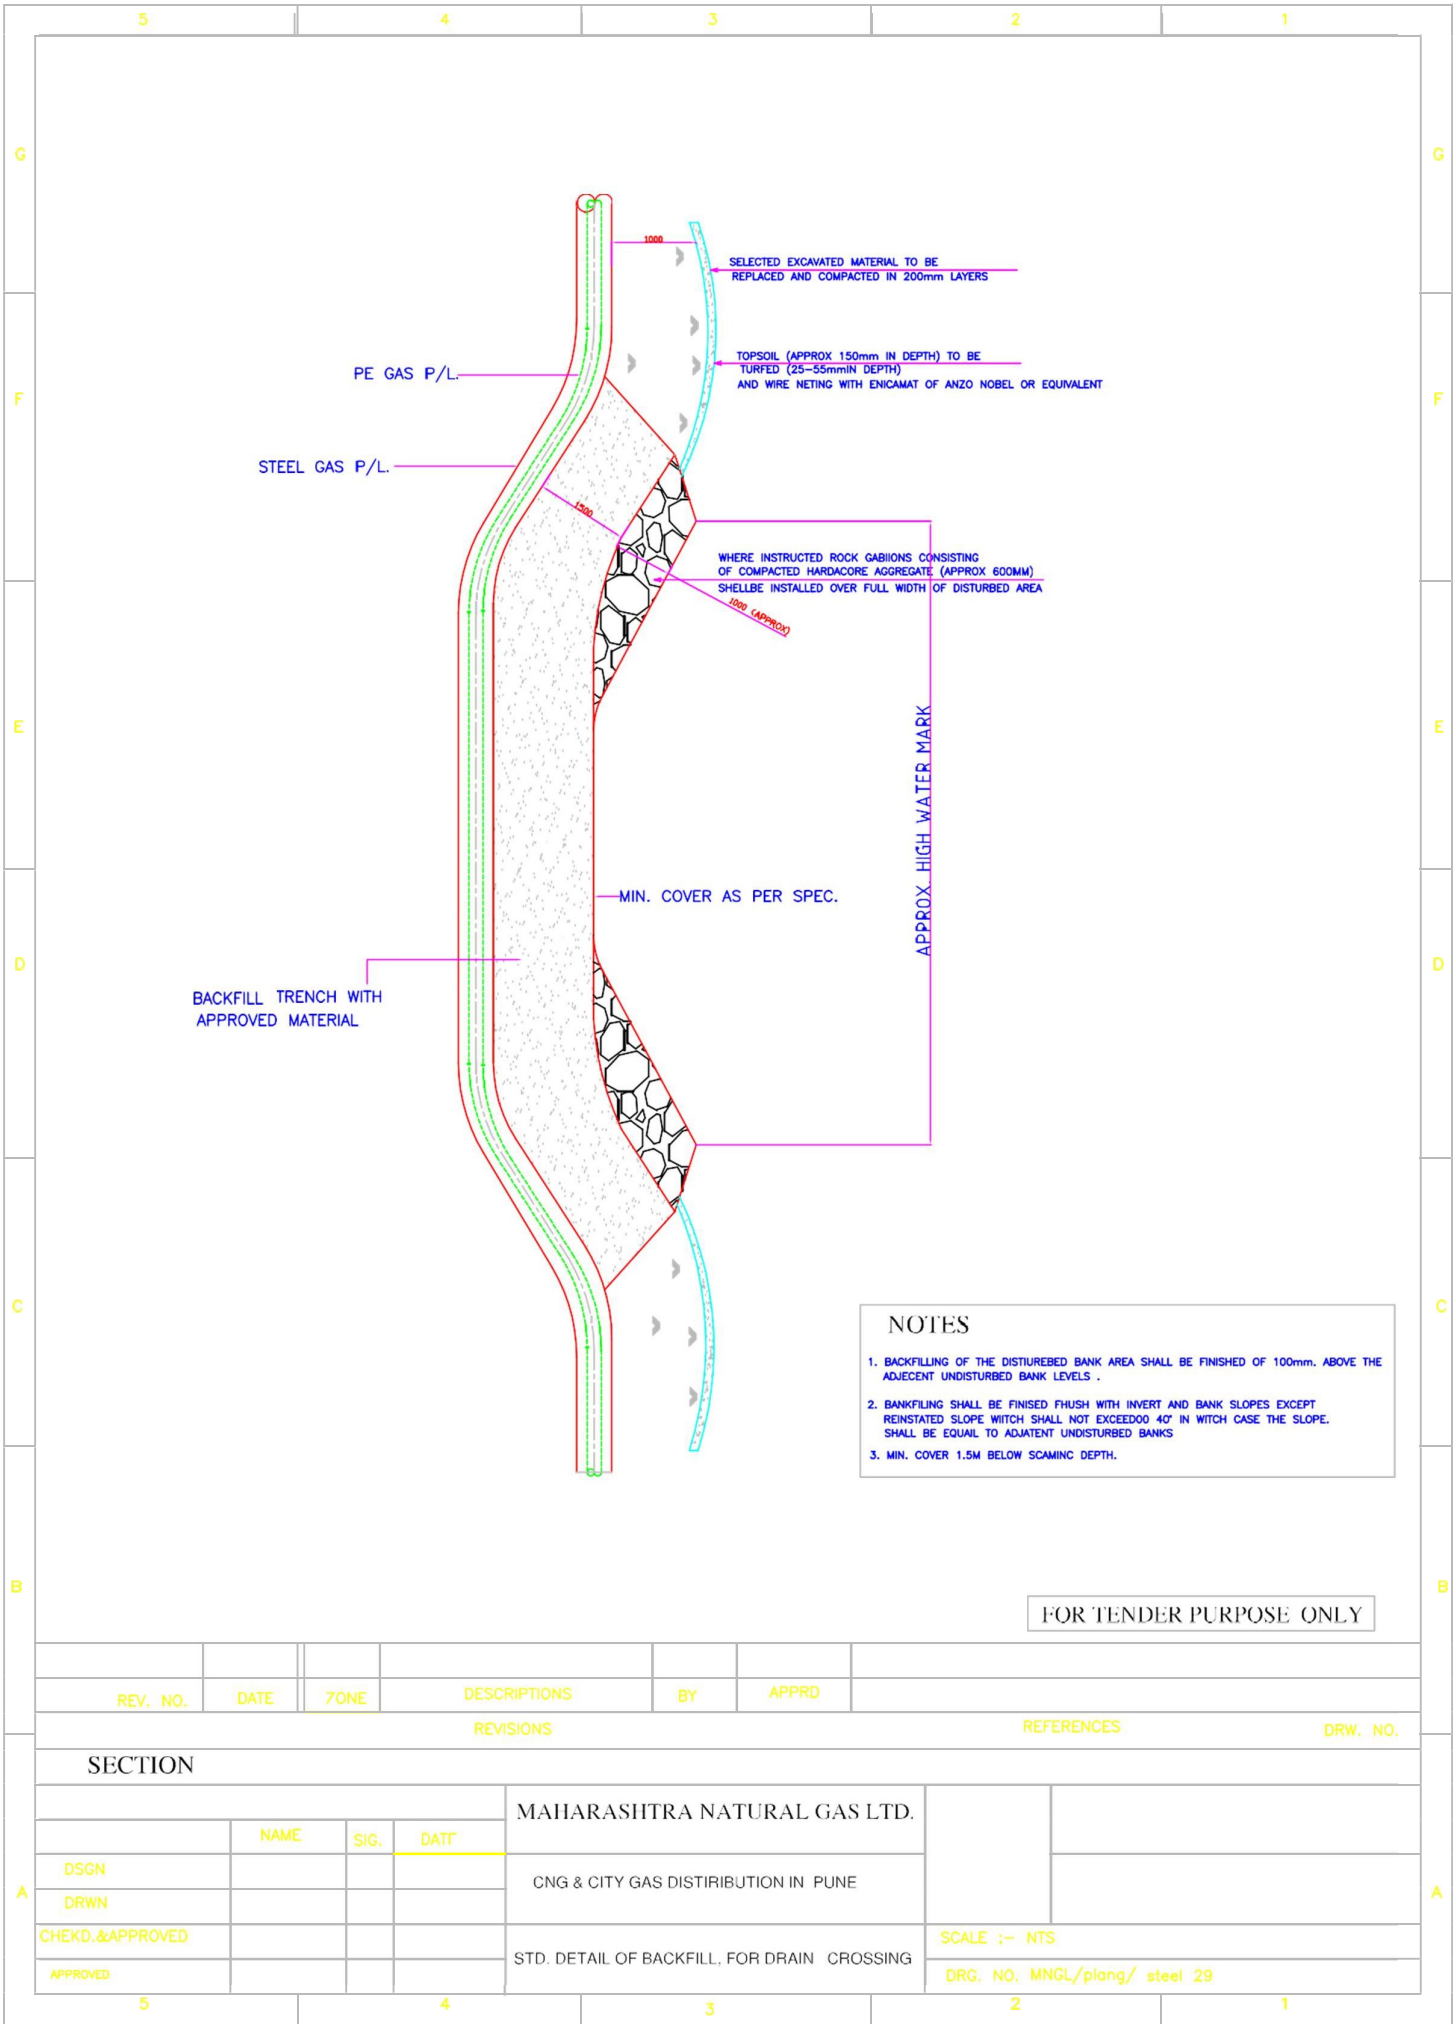 5 4 3 2 1
G G
1000
SELECTED EXCAVATED MATERIAL TO BE
REPLACED AND COMPACTED IN 200mm LAYERS
TOPSOIL (APPROX 150mm IN DEPTH) TO BE
TURFED (25-55mmIN DEPTH)
AND WIRE NETING WITH ENICAMAT OF ANZO NOBEL OR EQUIVALENT
PE GAS P/L.
F F
STEEL GAS P/L.
1500
WHERE INSTRUCTED ROCK GABIIONS CONSISTING
OF COMPACTED HARDACORE AGGREGATE (APPROX 600MM)
SHELLBE INSTALLED OVER FULL WIDTH OF DISTURBED AREA
1000 (APPROX)
E E
APPROX. HIGH WATER MARK
MIN. COVER AS PER SPEC.
D D
BACKFILL TRENCH WITH
APPROVED MATERIAL
C C
NOTES
1. BACKFILLING OF THE DISTIUREBED BANK AREA SHALL BE FINISHED OF 100mm. ABOVE THE
ADJECENT UNDISTURBED BANK LEVELS .
2. BANKFILING SHALL BE FINISED FHUSH WITH INVERT AND BANK SLOPES EXCEPT
REINSTATED SLOPE WIITCH SHALL NOT EXCEEDOO 40° IN WITCH CASE THE SLOPE.
SHALL BE EQUAIL TO ADJATENT UNDISTURBED BANKS
3. MIN. COVER 1.5M BELOW SCAMINC DEPTH.
B B
FOR TENDER PURPOSE ONLY
REV. NO. DATE 7ONE DESCRIPTIONS BY APPRD
REVISIONS REFERENCES DRW. NO.
SECTION
MAHARASHTRA NATURAL GAS LTD.
NAME SIG. DATE
DSGN
CNG & CITY GAS DISTIRIBUTION IN PUNE
A A
DRWN
CHEKD.&APPROVED
SCALE ;- NTS
STD. DETAIL OF BACKFILL, FOR DRAIN CROSSING
APPROVED
DRG. NO. MNGL/plang/ steel 29
5 4 3 2 1